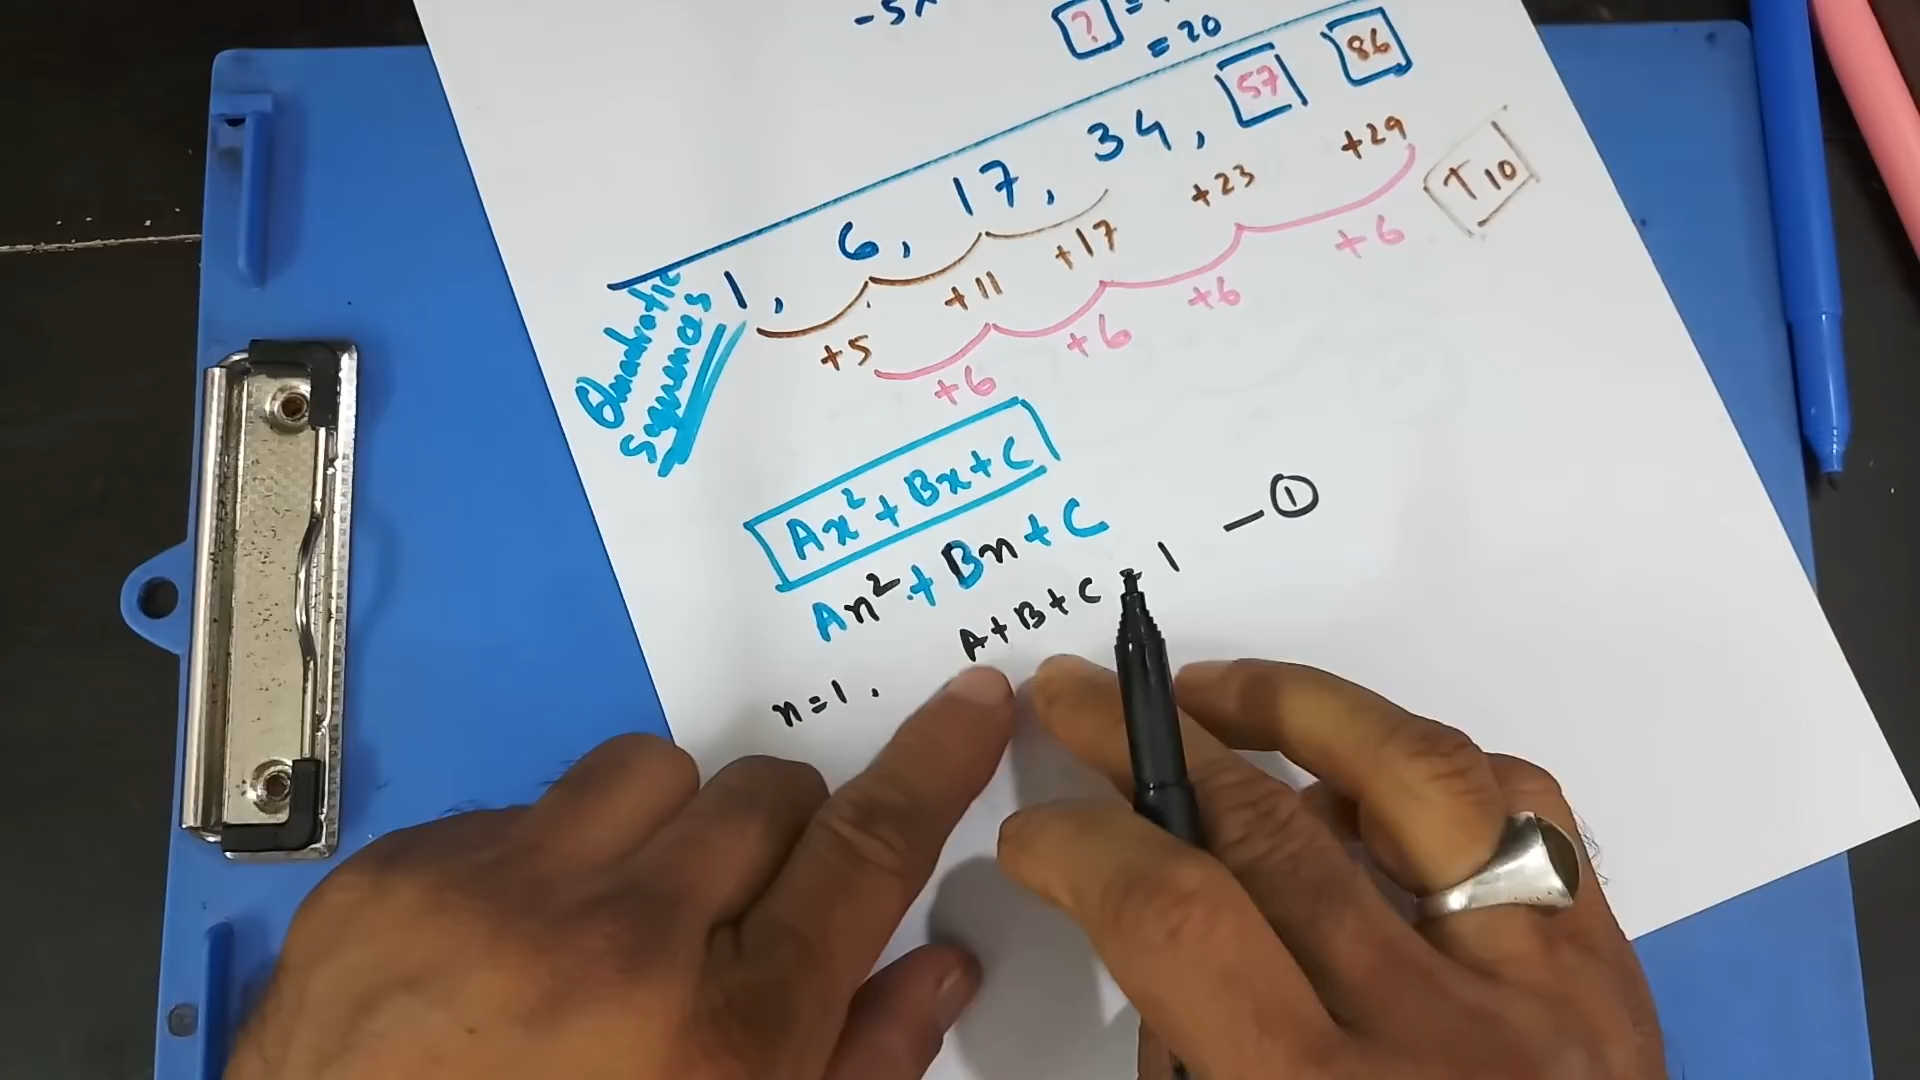 -5x
? =
= 20
1, 6, 17, 34, 57 86
+5 +11 +17 +23 +29
+6 +6 +6 +6
T10
Quadratic
Sequences
Ax²+Bx+C
An²+Bn+C
n=1, A+B+C=1 —①